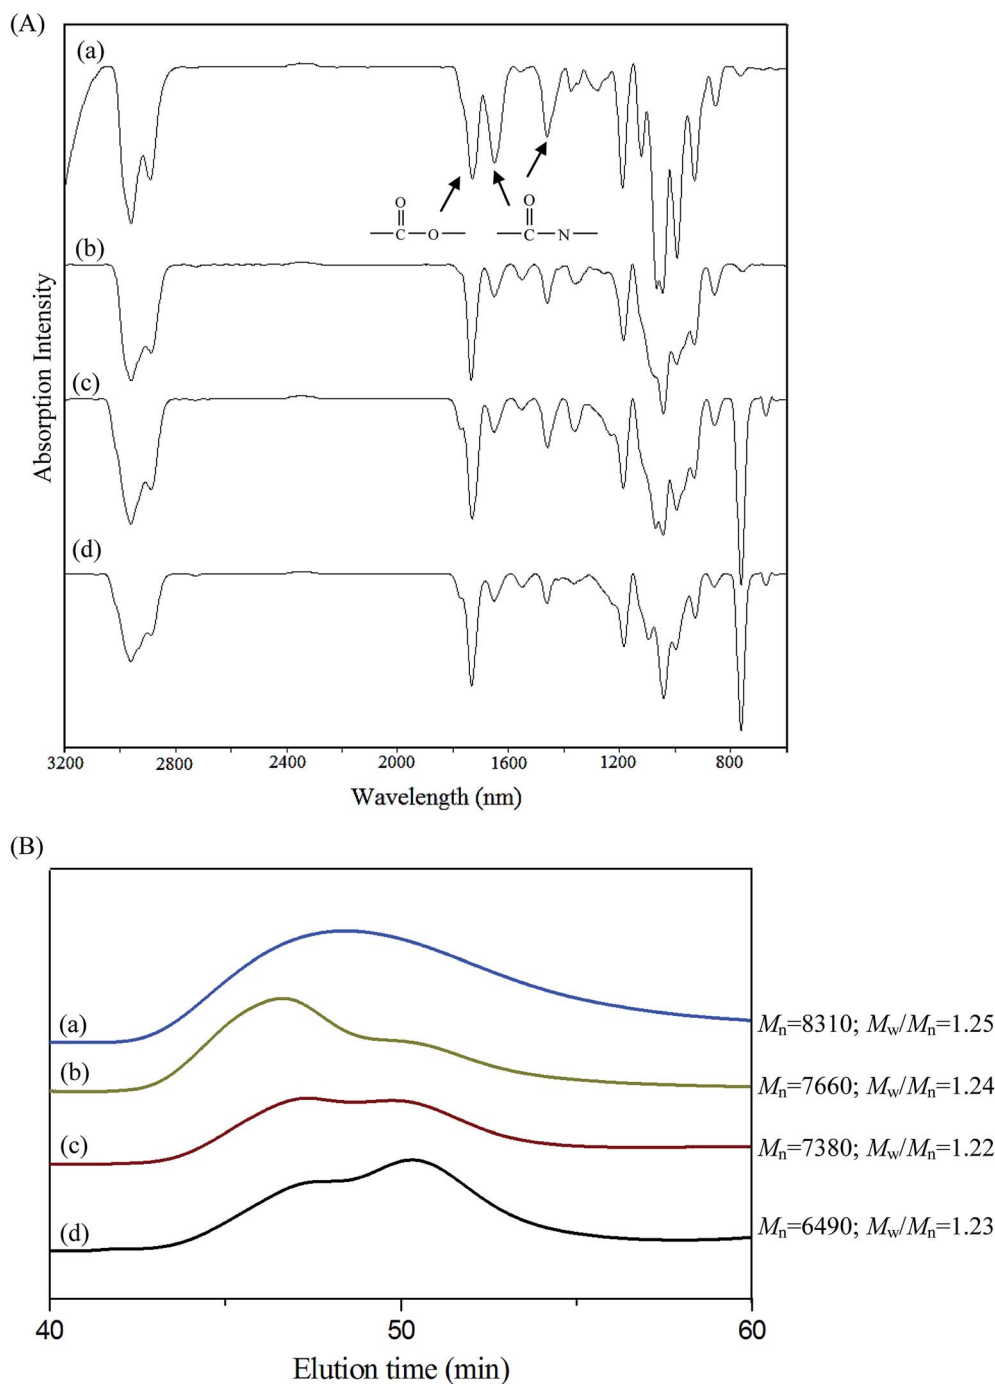 (A)
(a)
O
O
C
O
C
N
(b)
(c)
(d)
Absorption Intensity
3200 2800 2400 2000 1600 1200 800
Wavelength (nm)
(B)
(a)
Mn=8310; Mw/Mn=1.25
(b)
Mn=7660; Mw/Mn=1.24
(c)
Mn=7380; Mw/Mn=1.22
(d)
Mn=6490; Mw/Mn=1.23
40 50 60
Elution time (min)